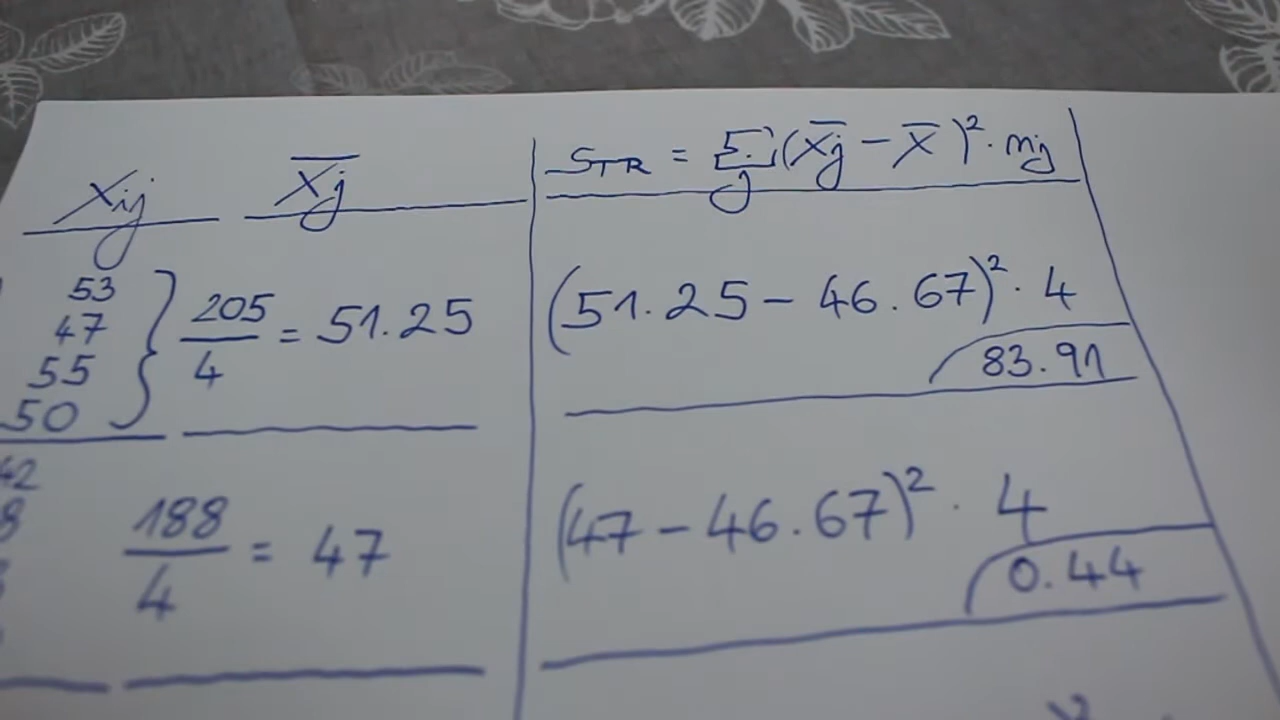 Xij X̄j STR = Σj (X̄j − X̄)² · nj
53
47
55
50
205/4 = 51.25
(51.25 − 46.67)² · 4
83.91
42
8
188/4 = 47
(47 − 46.67)² · 4
0.44